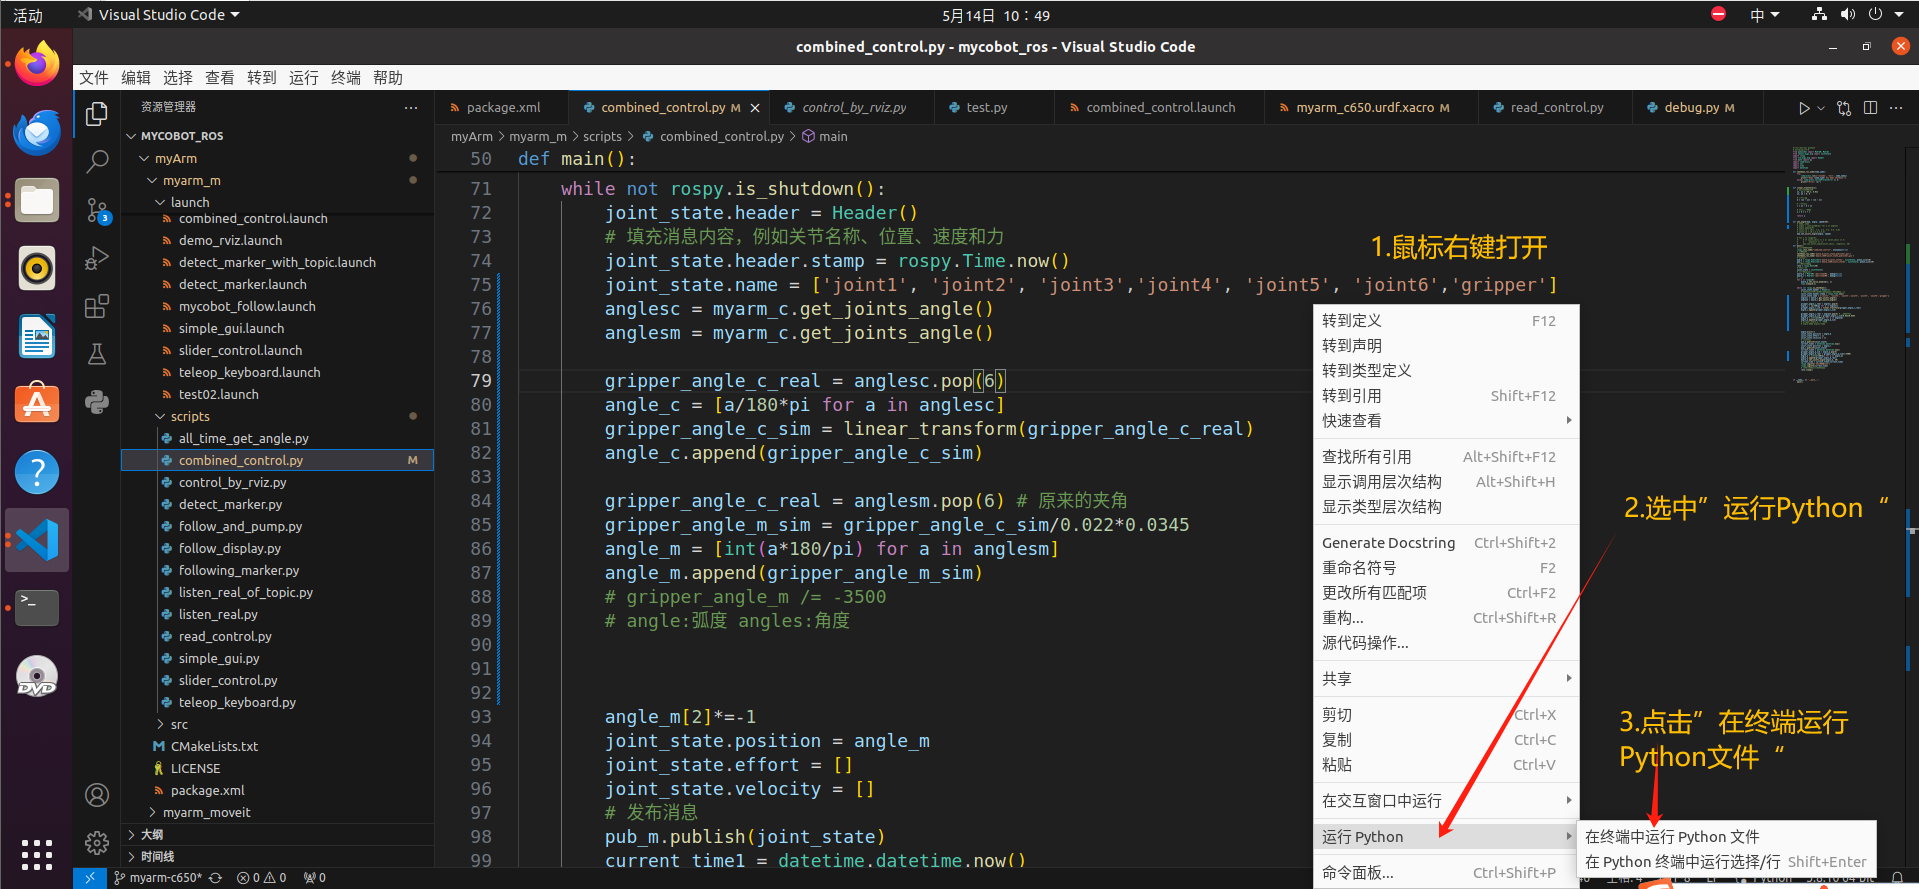 活动
Visual Studio Code
5月14日 10：49
中
combined_control.py - mycobot_ros - Visual Studio Code
文件 编辑 选择 查看 转到 运行 终端 帮助
资源管理器
package.xml
combined_control.py M
control_by_rviz.py
test.py
combined_control.launch
myarm_c650.urdf.xacro M
read_control.py
debug.py M
myArm > myarm_m > scripts > combined_control.py > main
MYCOBOT_ROS
myArm
myarm_m
launch
combined_control.launch
demo_rviz.launch
detect_marker_with_topic.launch
detect_marker.launch
mycobot_follow.launch
simple_gui.launch
slider_control.launch
teleop_keyboard.launch
test02.launch
scripts
all_time_get_angle.py
combined_control.py M
control_by_rviz.py
detect_marker.py
follow_and_pump.py
follow_display.py
following_marker.py
listen_real_of_topic.py
listen_real.py
read_control.py
simple_gui.py
slider_control.py
teleop_keyboard.py
src
CMakeLists.txt
LICENSE
package.xml
myarm_moveit
大纲
时间线
3
50 def main():
71 while not rospy.is_shutdown():
72 joint_state.header = Header()
73 # 填充消息内容，例如关节名称、位置、速度和力
74 joint_state.header.stamp = rospy.Time.now()
75 joint_state.name = ['joint1', 'joint2', 'joint3','joint4', 'joint5', 'joint6','gripper']
76 anglesc = myarm_c.get_joints_angle()
77 anglesm = myarm_c.get_joints_angle()
78
79 gripper_angle_c_real = anglesc.pop(6)
80 angle_c = [a/180*pi for a in anglesc]
81 gripper_angle_c_sim = linear_transform(gripper_angle_c_real)
82 angle_c.append(gripper_angle_c_sim)
83
84 gripper_angle_c_real = anglesm.pop(6) # 原来的夹角
85 gripper_angle_m_sim = gripper_angle_c_sim/0.022*0.0345
86 angle_m = [int(a*180/pi) for a in anglesm]
87 angle_m.append(gripper_angle_m_sim)
88 # gripper_angle_m /= -3500
89 # angle:弧度 angles:角度
90
91
92
93 angle_m[2]*=-1
94 joint_state.position = angle_m
95 joint_state.effort = []
96 joint_state.velocity = []
97 # 发布消息
98 pub_m.publish(joint_state)
99 current_time1 = datetime.datetime.now()
1.鼠标右键打开
转到定义 F12
转到声明
转到类型定义
转到引用 Shift+F12
快速查看
查找所有引用 Alt+Shift+F12
显示调用层次结构 Alt+Shift+H
显示类型层次结构
Generate Docstring Ctrl+Shift+2
重命名符号 F2
更改所有匹配项 Ctrl+F2
重构... Ctrl+Shift+R
源代码操作...
共享
剪切 Ctrl+X
复制 Ctrl+C
粘贴 Ctrl+V
在交互窗口中运行
运行 Python
命令面板... Ctrl+Shift+P
2.选中”运行Python“
3.点击”在终端运行
Python文件“
在终端中运行 Python 文件
在 Python 终端中运行选择/行 Shift+Enter
myarm-c650* 0 0 0